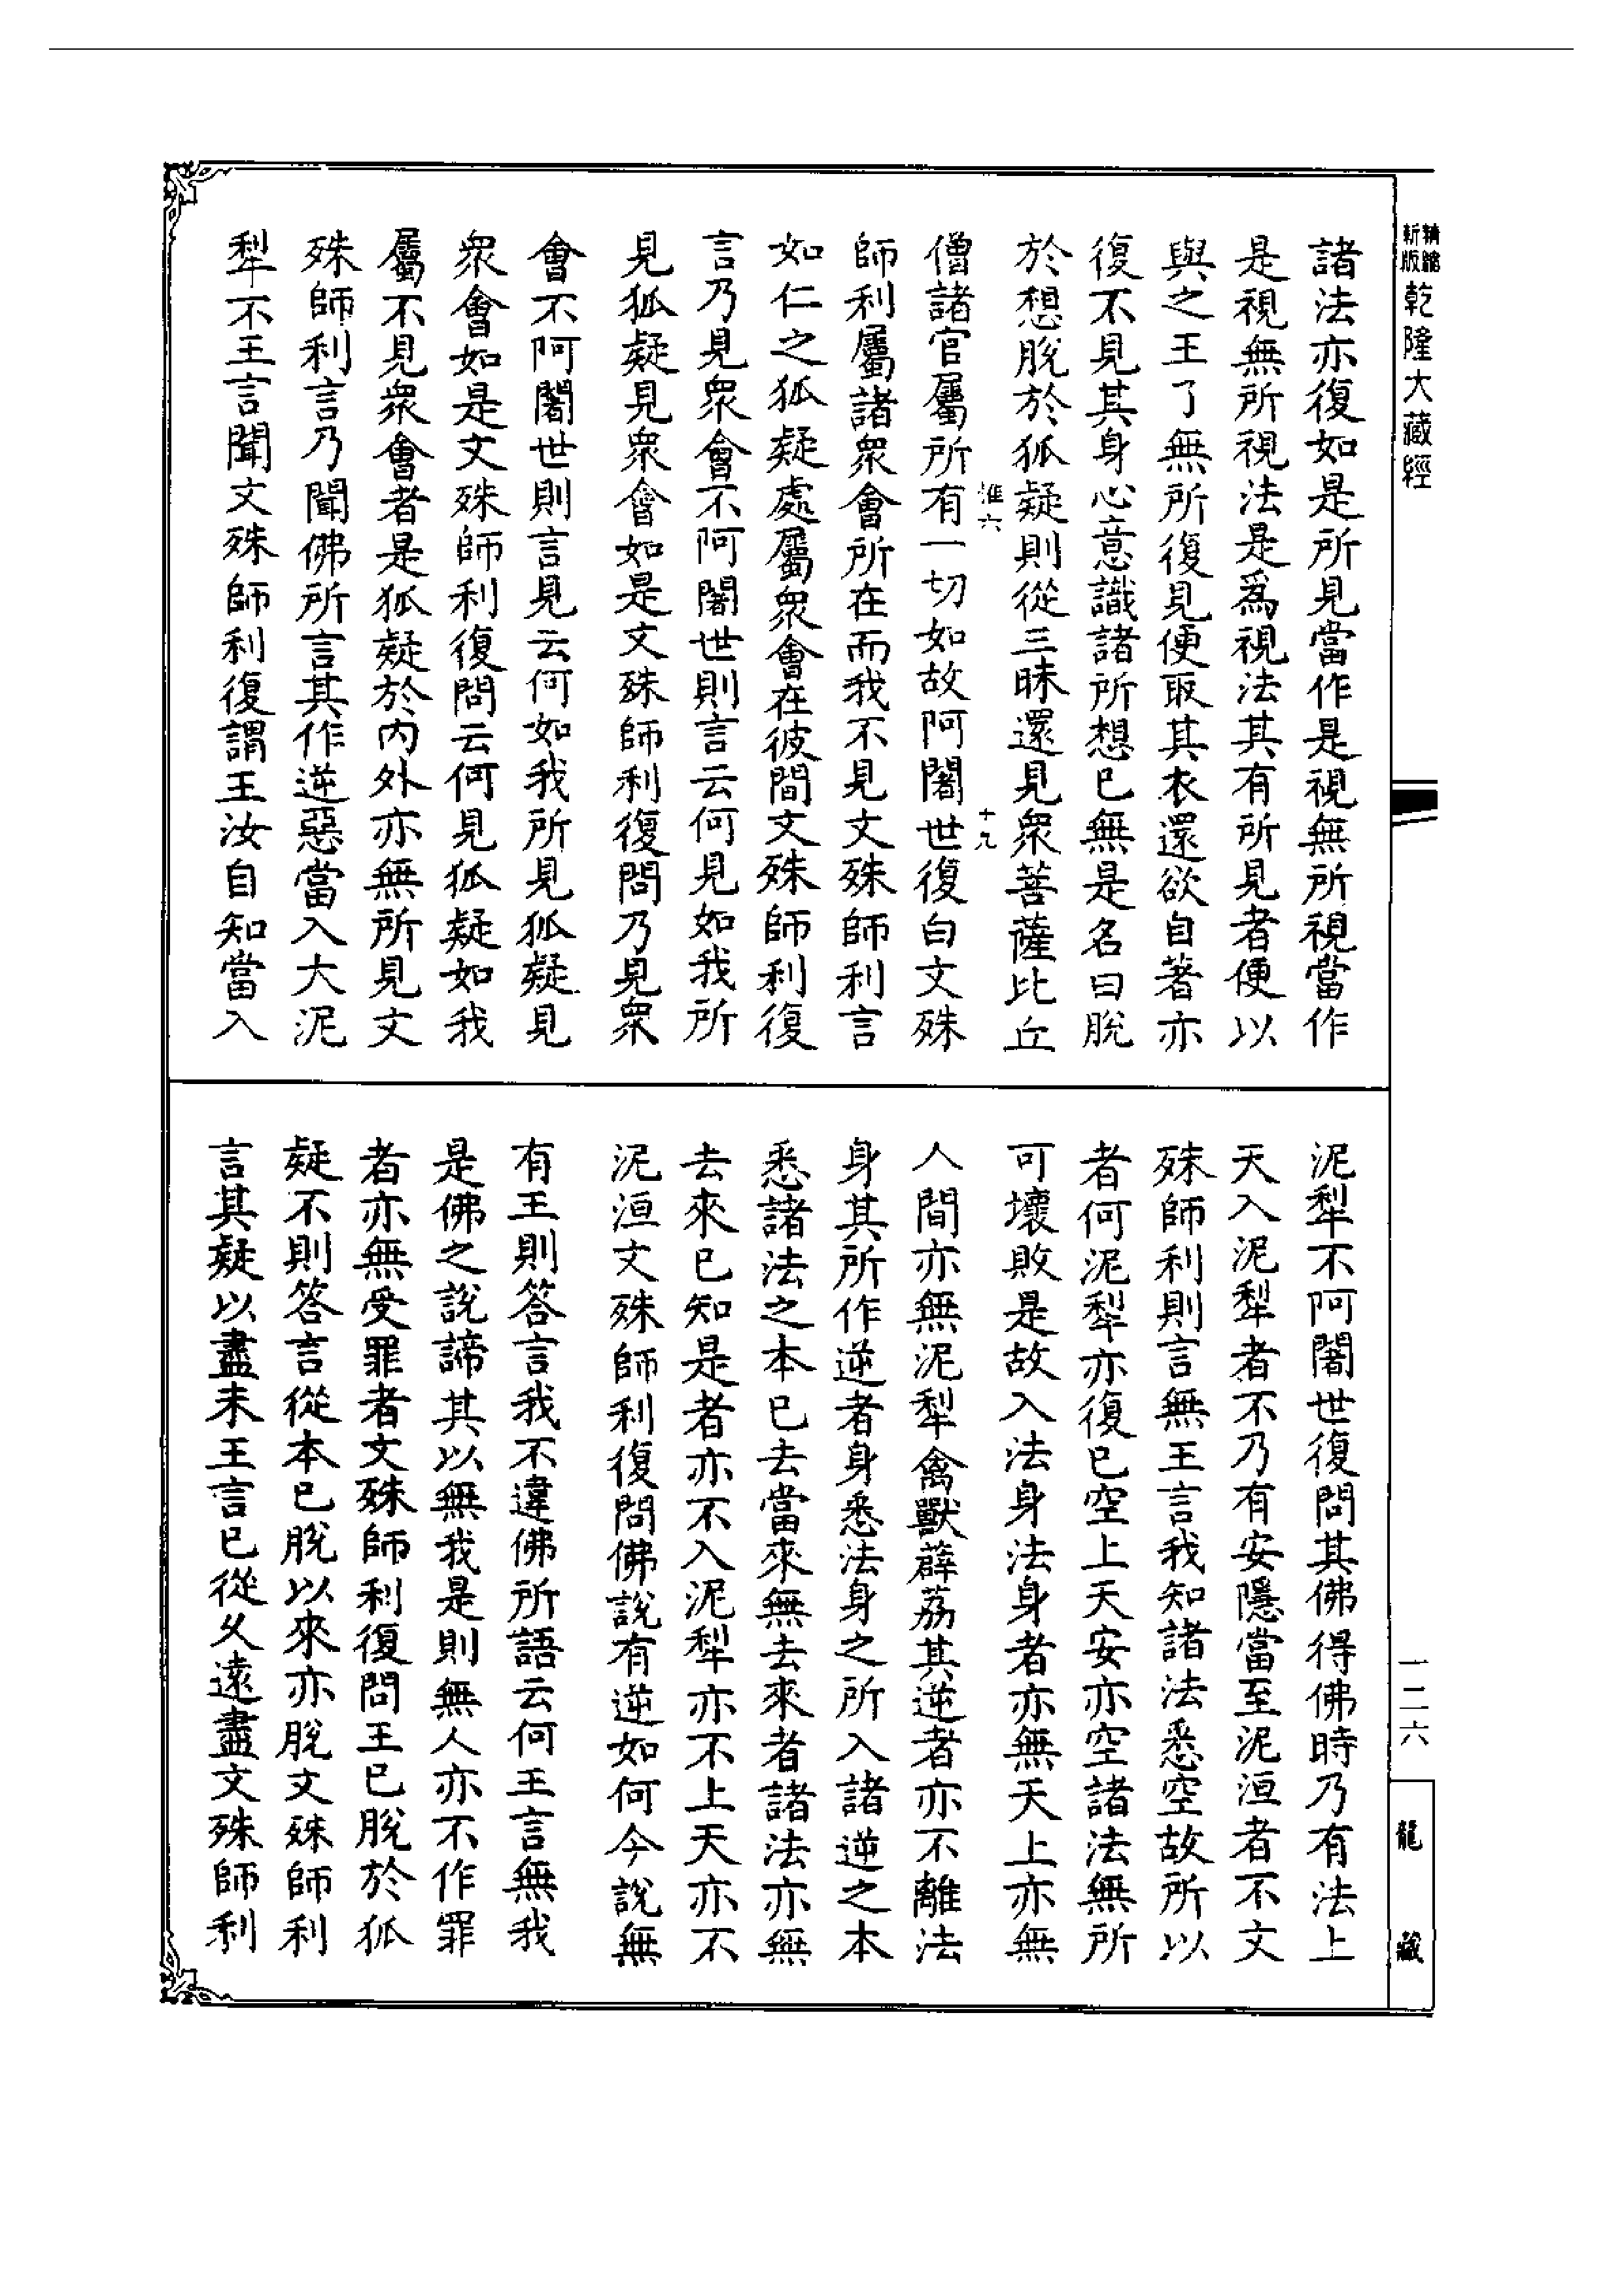 精縮新版乾隆大藏經
諸法亦復如是所見當作是視無所視當作
是視無所視法是為視法其有所見者便以
與之王了無所復見便取其衣還欲自著亦
復不見其身心意識諸所想已無是名曰脫
於想脫於狐疑則從三昧還見眾菩薩比丘
十九
僧諸官屬所有一切如故阿闍世復白文殊
師利屬諸眾會所在而我不見文殊師利言
如仁之狐疑處屬眾會在彼間文殊師利復
言乃見眾會不阿闍世則言云何見如我所
見狐疑見眾會如是文殊師利復問乃見眾
會不阿闍世則言見云何如我所見狐疑見
眾會如是文殊師利復問云何見狐疑如我
屬不見眾會者是狐疑於內外亦無所見文
殊師利言乃聞佛所言其作逆惡當入大泥
犁不王言聞文殊師利復謂王汝自知當入
泥犁不阿闍世復問其佛得佛時乃有法上
天入泥犁者不乃有安隱當至泥洹者不文
殊師利則言無王言我知諸法悉空故所以
者何泥犁亦復已空上天安亦空諸法無所
可壞敗是故入法身法身者亦無天上亦無
人間亦無泥犁禽獸薜荔其逆者亦不離法
身其所作逆者身悉法身之所入諸逆之本
悉諸法之本已去當來無去來者諸法亦無
去來已知是者亦不入泥犁亦不上天亦不
泥洹文殊師利復問佛說有逆如何今說無
有王則答言我不違佛所語云何王言無我
是佛之說諦其以無我是則無人亦不作罪
者亦無受罪者文殊師利復問王已脫於狐
疑不則答言從本已脫以來亦脫文殊師利
言其疑以盡未王言已從久遠盡文殊師利
一二六
龍藏